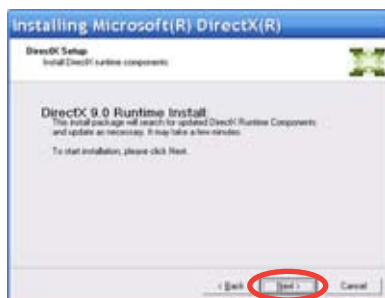 Installing Microsoft(R) DirectX(R)
DirectX Setup
Install DirectX runtime components
DirectX 9.0 Runtime Install
This install package will search for updated DirectX Runtime Components
and update as necessary. It may take a few minutes.
To start installation, please click Next.
< Back Next > Cancel